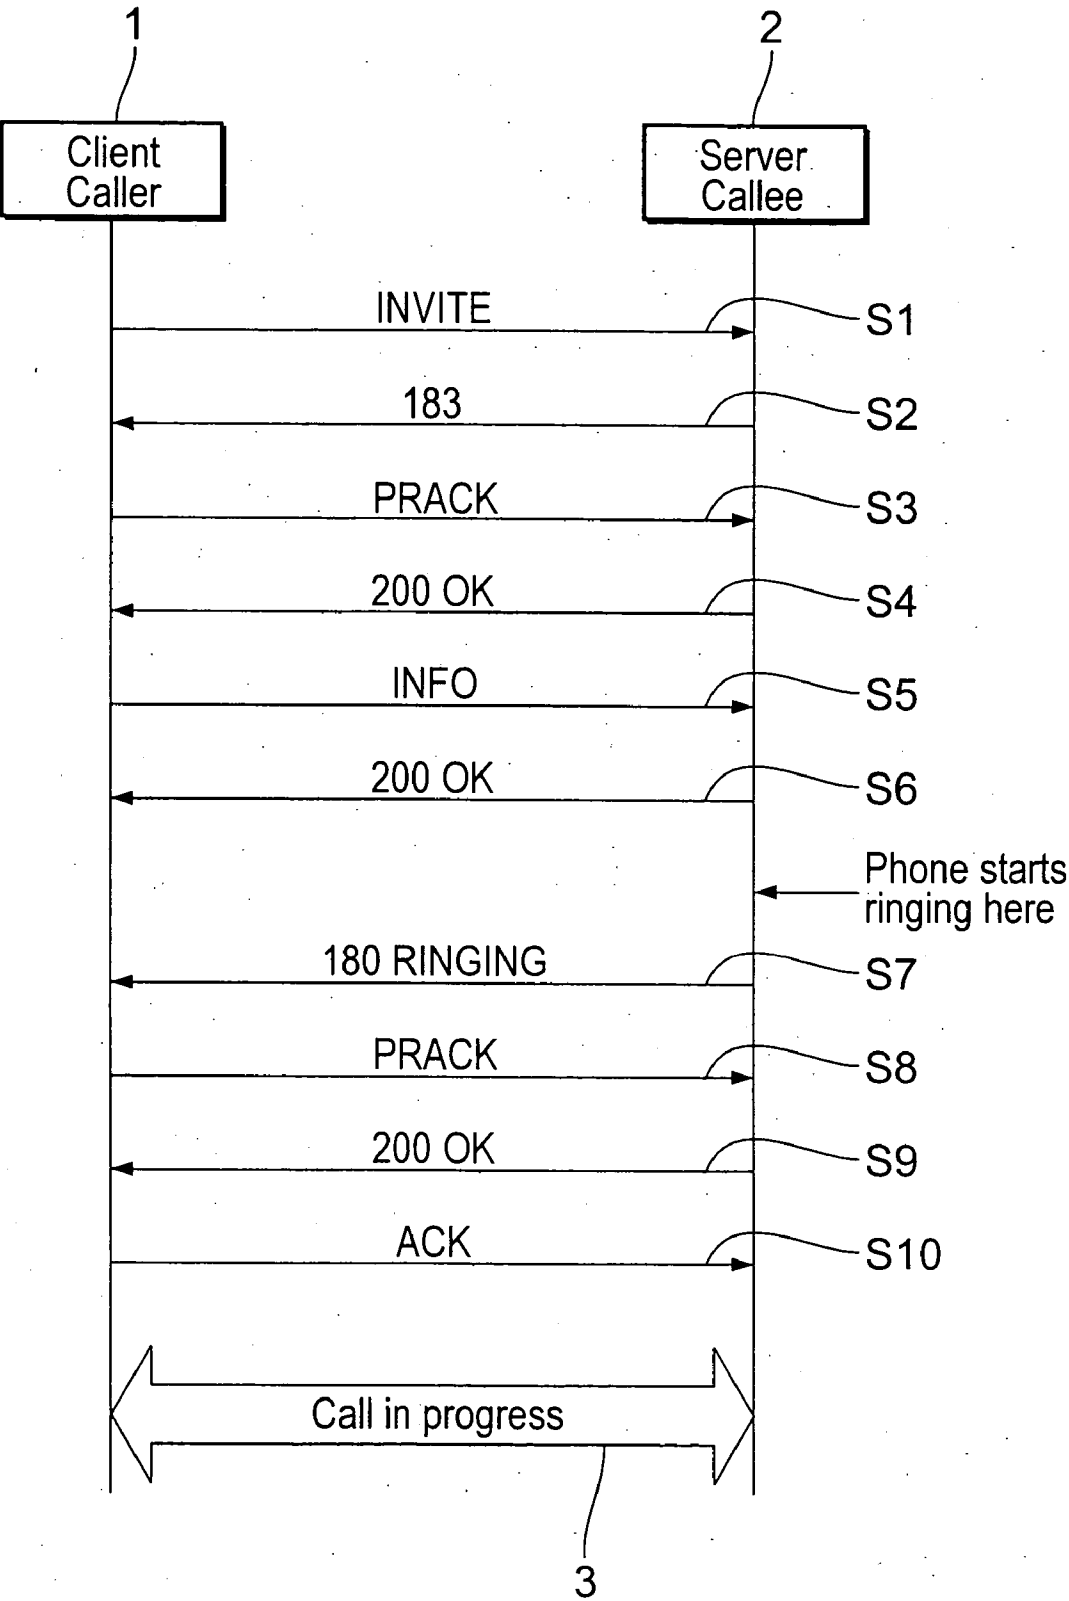 1
2
Client
Caller
Server
Callee
INVITE
S1
183
S2
PRACK
S3
200 OK
S4
INFO
S5
200 OK
S6
Phone starts
ringing here
180 RINGING
S7
PRACK
S8
200 OK
S9
ACK
S10
Call in progress
3